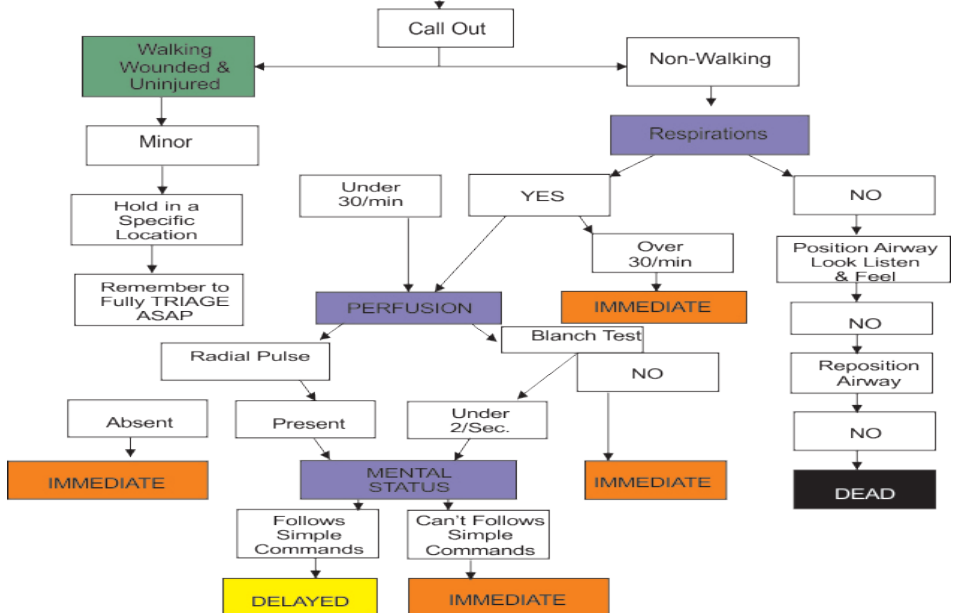 Call Out
Walking
Wounded &
Uninjured
Non-Walking
Minor
Respirations
Hold in a
Specific
Location
Under
30/min
YES
NO
Remember to
Fully TRIAGE
ASAP
Over
30/min
Position Airway
Look Listen
& Feel
PERFUSION
IMMEDIATE
NO
Radial Pulse
Blanch Test
NO
Reposition
Airway
Absent
Present
Under
2/Sec.
NO
IMMEDIATE
MENTAL
STATUS
IMMEDIATE
DEAD
Follows
Simple
Commands
Can't Follows
Simple
Commands
DELAYED
IMMEDIATE